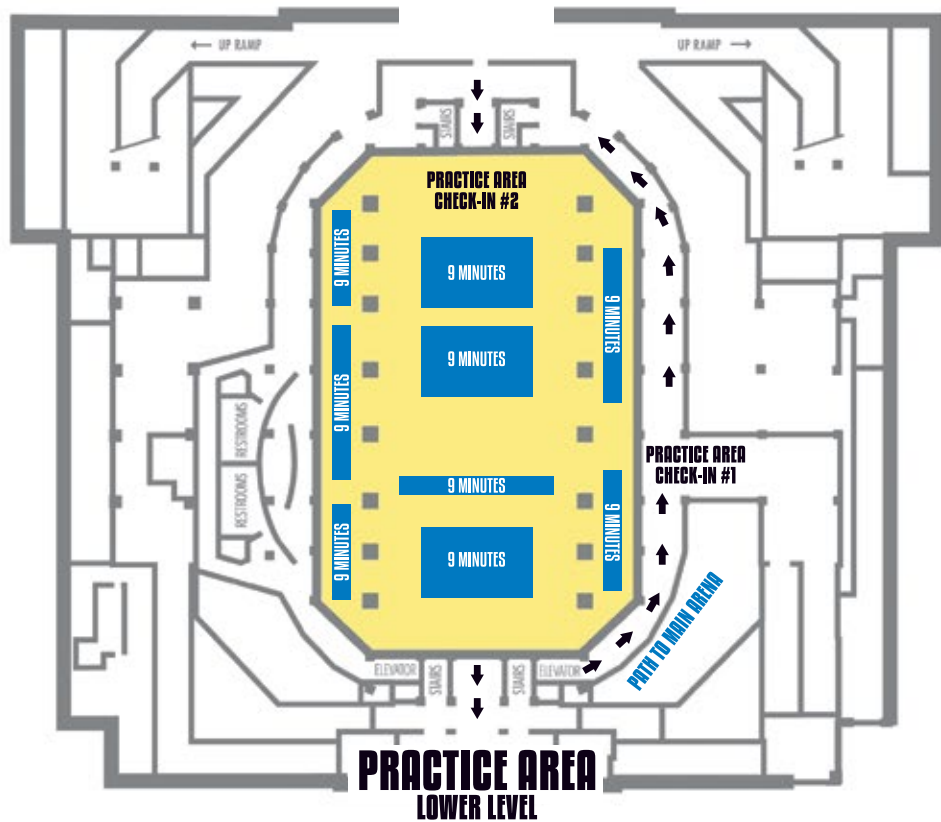 ← UP RAMP
UP RAMP →
STAIRS
STAIRS
PRACTICE AREA
CHECK-IN #2
9 MINUTES
9 MINUTES
9 MINUTES
9 MINUTES
9 MINUTES
RESTROOMS
RESTROOMS
PRACTICE AREA
CHECK-IN #1
9 MINUTES
9 MINUTES
9 MINUTES
9 MINUTES
PATH TO MAIN ARENA
ELEVATOR
STAIRS
STAIRS
ELEVATOR
PRACTICE AREA
LOWER LEVEL